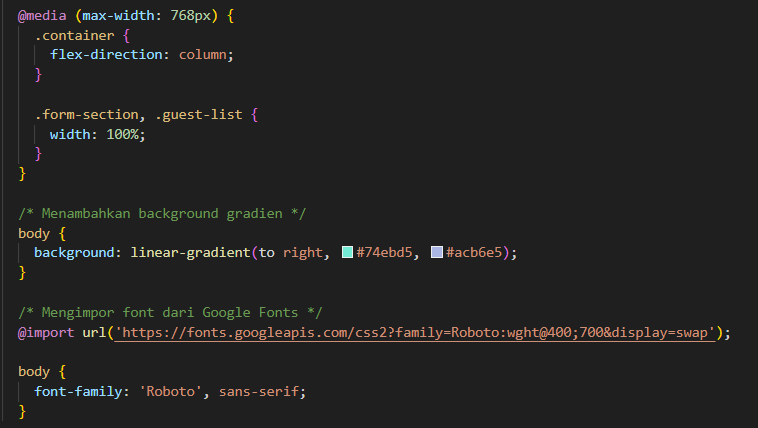 @media (max-width: 768px) {
  .container {
    flex-direction: column;
  }

  .form-section, .guest-list {
    width: 100%;
  }
}

/* Menambahkan background gradien */
body {
  background: linear-gradient(to right, #74ebd5, #acb6e5);
}

/* Mengimpor font dari Google Fonts */
@import url('https://fonts.googleapis.com/css2?family=Roboto:wght@400;700&display=swap');

body {
  font-family: 'Roboto', sans-serif;
}